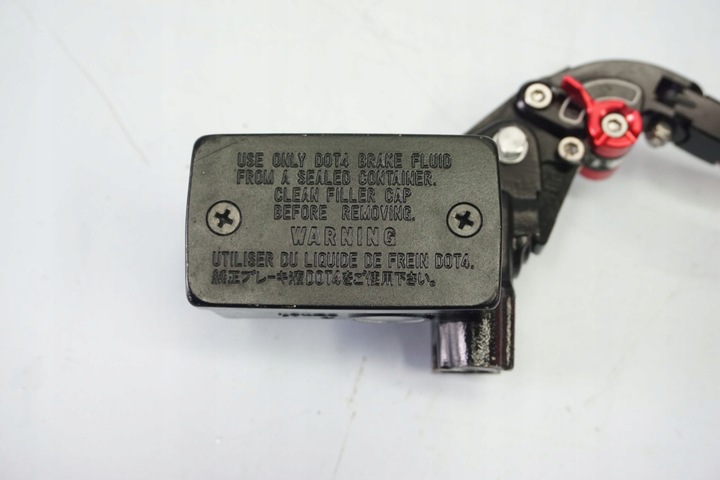 USE ONLY DOT4 BRAKE FLUID
FROM A SEALED CONTAINER.
CLEAN FILLER CAP
BEFORE REMOVING.
WARNING
UTILISER DU LIQUIDE DE FREIN DOT4.
純正ブレーキ液DOT4をご使用下さい。